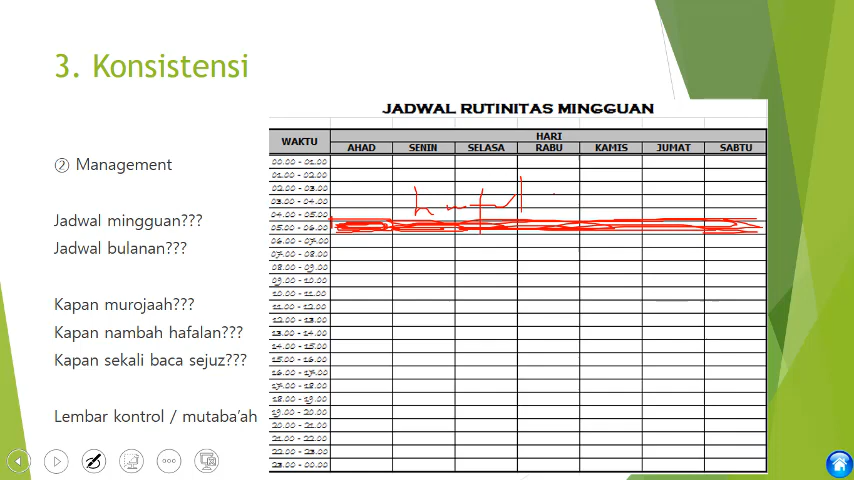 3. Konsistensi
② Management
Jadwal mingguan???
Jadwal bulanan???
Kapan murojaah???
Kapan nambah hafalan???
Kapan sekali baca sejuz???
Lembar kontrol / mutaba'ah
JADWAL RUTINITAS MINGGUAN
WAKTU HARI
AHAD SENIN SELASA RABU KAMIS JUMAT SABTU
00.00 - 01.00
01.00 - 02.00
02.00 - 03.00
03.00 - 04.00
04.00 - 05.00
05.00 - 06.00
06.00 - 07.00
07.00 - 08.00
08.00 - 09.00
09.00 - 10.00
10.00 - 11.00
11.00 - 12.00
12.00 - 13.00
13.00 - 14.00
14.00 - 15.00
15.00 - 16.00
16.00 - 17.00
17.00 - 18.00
18.00 - 19.00
19.00 - 20.00
20.00 - 21.00
21.00 - 22.00
22.00 - 23.00
23.00 - 00.00